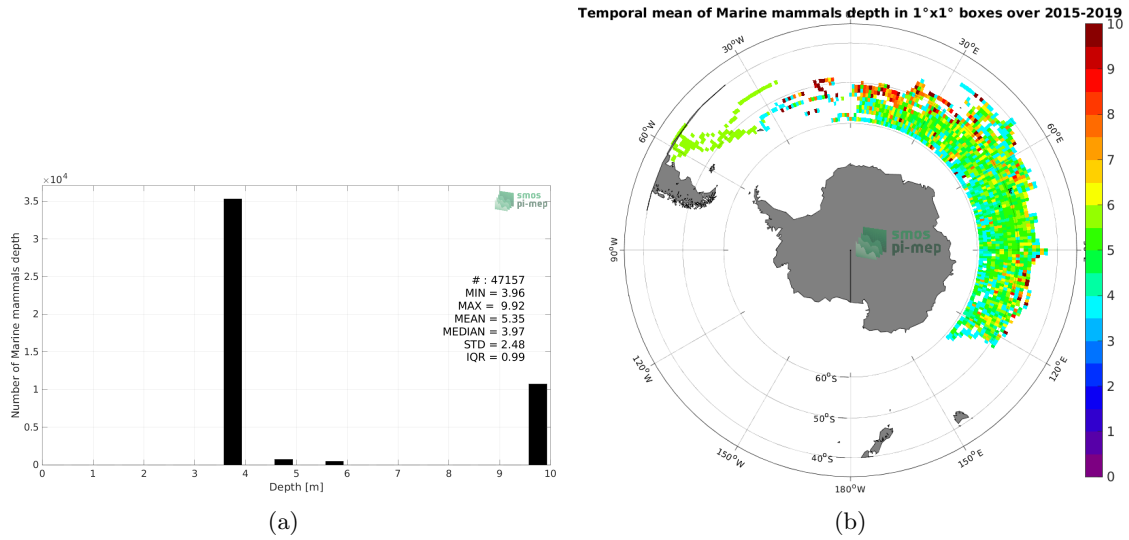 Temporal mean of Marine mammals depth in 1°x1° boxes over 2015-2019
×10⁴
3.5
3
2.5
2
1.5
1
0.5
0
Number of Marine mammals depth
0 1 2 3 4 5 6 7 8 9 10
Depth [m]
smos
pi-mep
# : 47157
MIN = 3.96
MAX = 9.92
MEAN = 5.35
MEDIAN = 3.97
STD = 2.48
IQR = 0.99
(a)
30°W
30°E
60°W
60°E
90°W
120°W
120°E
150°W
150°E
180°W
60°S
50°S
40°S
smos
pi-mep
10
9
8
7
6
5
4
3
2
1
0
(b)